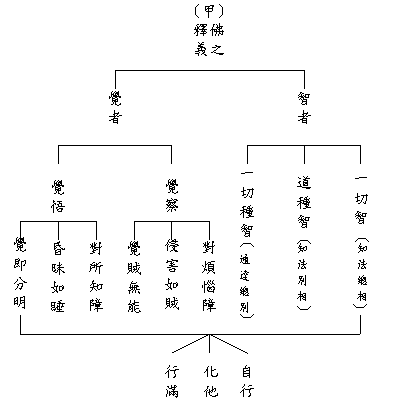 (甲)
佛之
釋義
智者
覺者
一切智(知法總相)
道種智(知法別相)
一切種智(通達總別)
覺察
覺悟
對煩惱障
侵害如賊
覺賊無能
對所知障
昏昧如睡
覺即分明
自行
化他
行滿